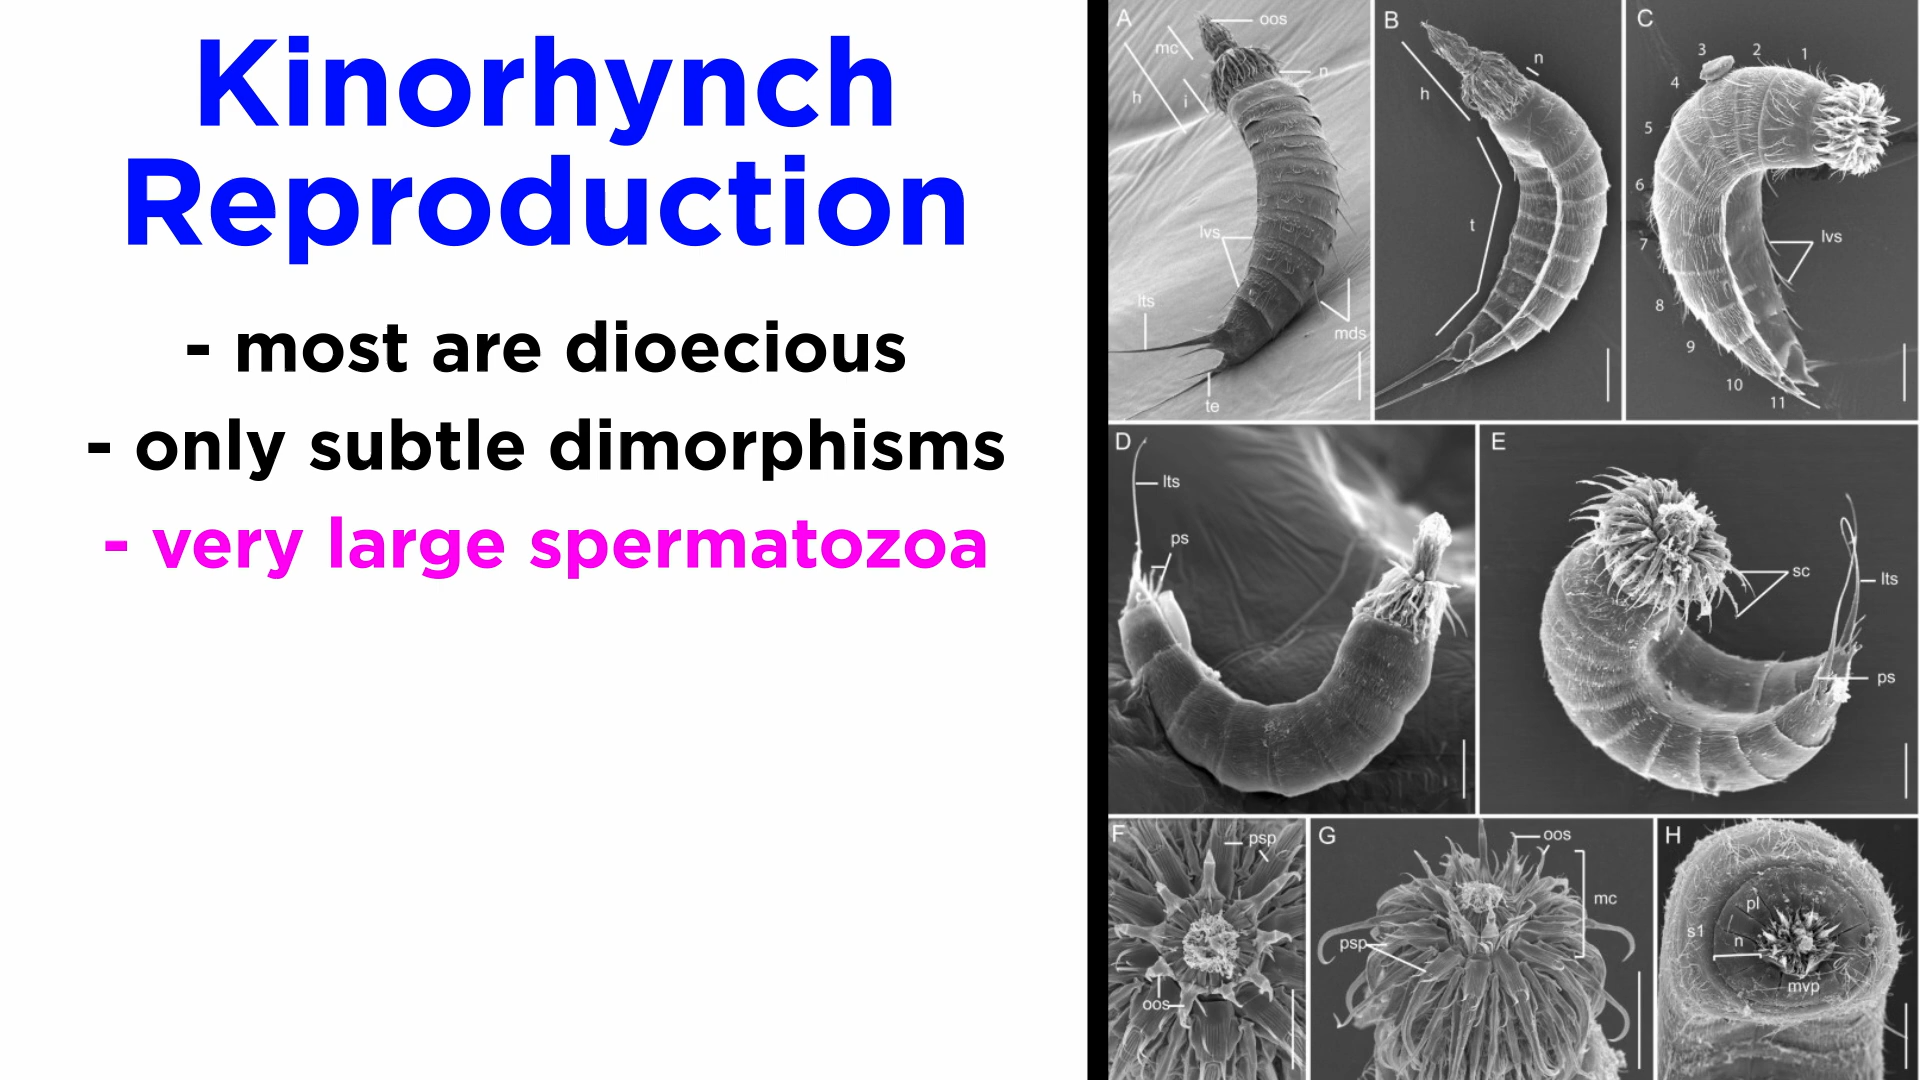 Kinorhynch
Reproduction
- most are dioecious
- only subtle dimorphisms
- very large spermatozoa
A
oos
mc
n
h
i
lvs
lts
mds
te
B
n
h
t
C
1
2
3
4
5
6
7
8
9
10
11
lvs
D
lts
ps
E
sc
lts
ps
F
psp
oos
G
oos
mc
psp
H
pl
s1
n
mvp